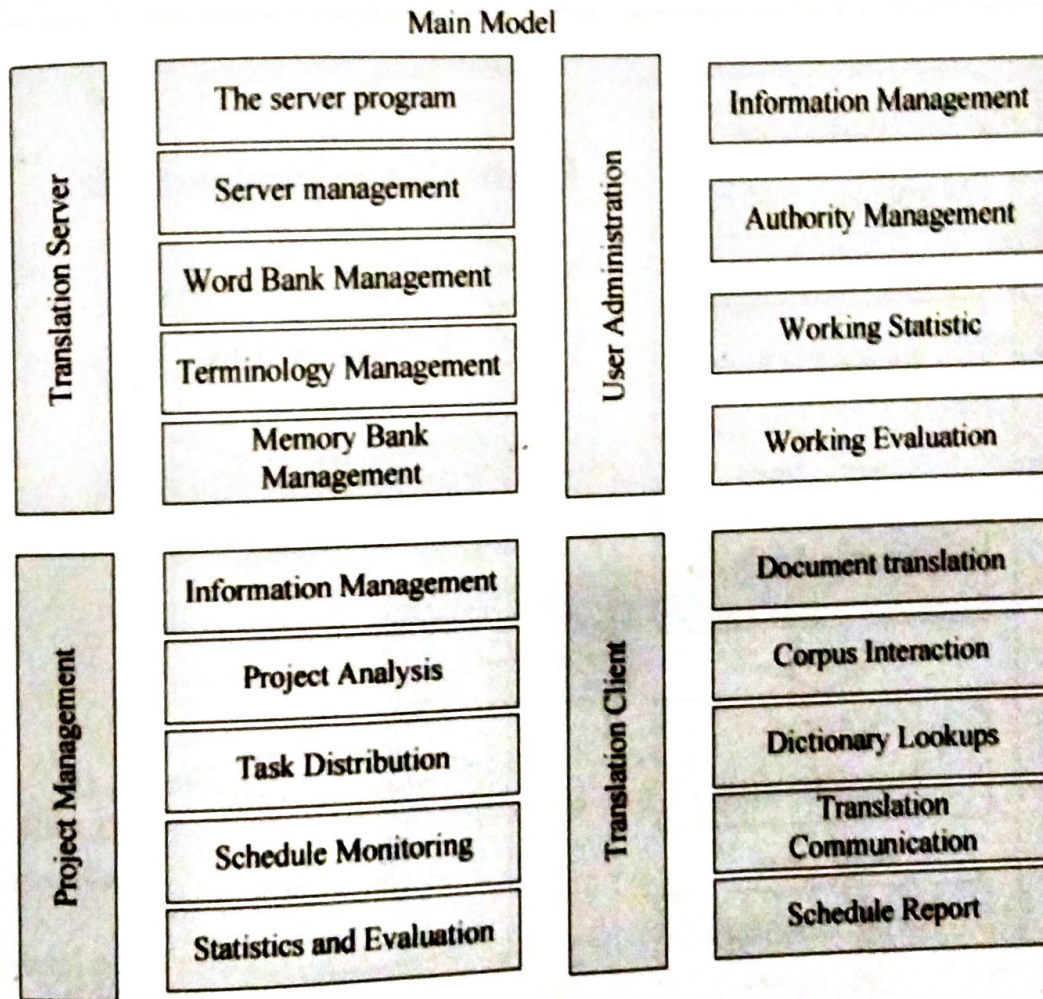 Main Model
Translation Server
The server program
Server management
Word Bank Management
Terminology Management
Memory Bank
Management
User Administration
Information Management
Authority Management
Working Statistic
Working Evaluation
Project Management
Information Management
Project Analysis
Task Distribution
Schedule Monitoring
Statistics and Evaluation
Translation Client
Document translation
Corpus Interaction
Dictionary Lookups
Translation
Communication
Schedule Report